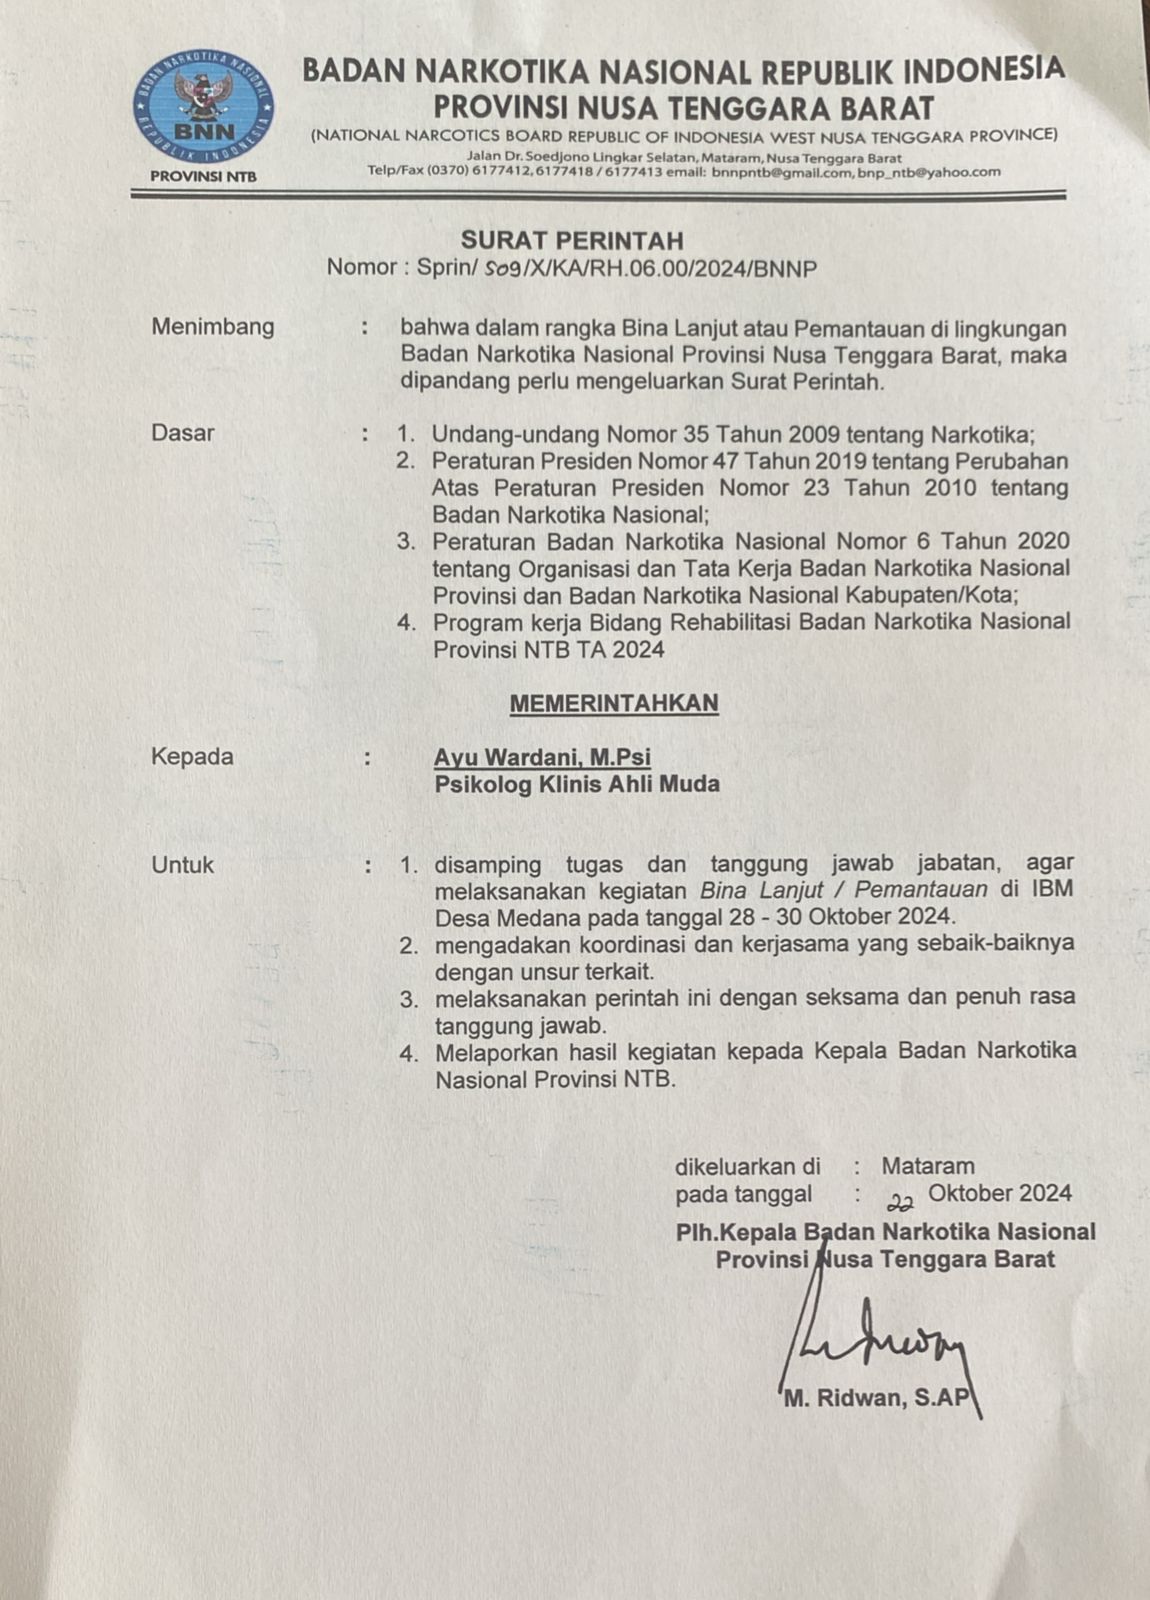 BADAN NARKOTIKA NASIONAL
REPUBLIK INDONESIA
BNN
PROVINSI NTB
BADAN NARKOTIKA NASIONAL REPUBLIK INDONESIA
PROVINSI NUSA TENGGARA BARAT
(NATIONAL NARCOTICS BOARD REPUBLIC OF INDONESIA WEST NUSA TENGGARA PROVINCE)
Jalan Dr. Soedjono Lingkar Selatan, Mataram, Nusa Tenggara Barat
Telp/Fax (0370) 6177412, 6177418 / 6177413 email: bnnpntb@gmail.com, bnp_ntb@yahoo.com
SURAT PERINTAH
Nomor : Sprin/ 509/X/KA/RH.06.00/2024/BNNP
Menimbang : bahwa dalam rangka Bina Lanjut atau Pemantauan di lingkungan
Badan Narkotika Nasional Provinsi Nusa Tenggara Barat, maka
dipandang perlu mengeluarkan Surat Perintah.
Dasar : 1. Undang-undang Nomor 35 Tahun 2009 tentang Narkotika;
2. Peraturan Presiden Nomor 47 Tahun 2019 tentang Perubahan
Atas Peraturan Presiden Nomor 23 Tahun 2010 tentang
Badan Narkotika Nasional;
3. Peraturan Badan Narkotika Nasional Nomor 6 Tahun 2020
tentang Organisasi dan Tata Kerja Badan Narkotika Nasional
Provinsi dan Badan Narkotika Nasional Kabupaten/Kota;
4. Program kerja Bidang Rehabilitasi Badan Narkotika Nasional
Provinsi NTB TA 2024
MEMERINTAHKAN
Kepada : Ayu Wardani, M.Psi
Psikolog Klinis Ahli Muda
Untuk : 1. disamping tugas dan tanggung jawab jabatan, agar
melaksanakan kegiatan Bina Lanjut / Pemantauan di IBM
Desa Medana pada tanggal 28 - 30 Oktober 2024.
2. mengadakan koordinasi dan kerjasama yang sebaik-baiknya
dengan unsur terkait.
3. melaksanakan perintah ini dengan seksama dan penuh rasa
tanggung jawab.
4. Melaporkan hasil kegiatan kepada Kepala Badan Narkotika
Nasional Provinsi NTB.
dikeluarkan di : Mataram
pada tanggal : 22 Oktober 2024
Plh.Kepala Badan Narkotika Nasional
Provinsi Nusa Tenggara Barat
M. Ridwan, S.AP